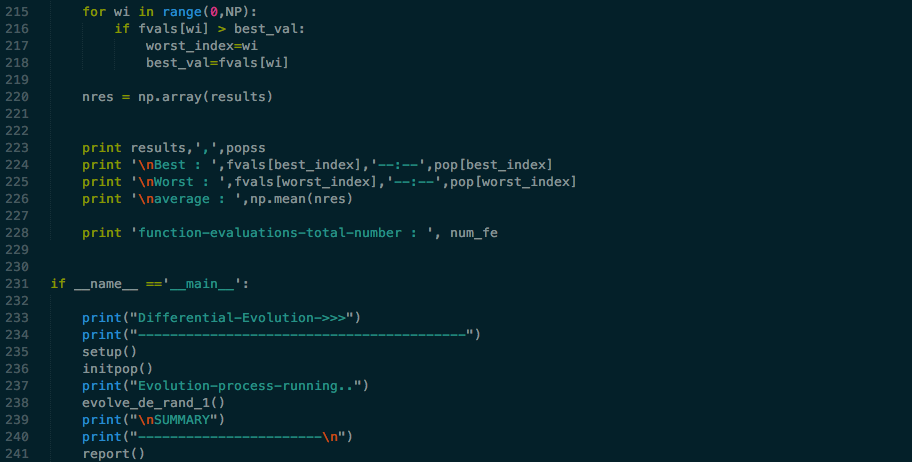 215 for wi in range(0,NP):
216 if fvals[wi] > best_val:
217 worst_index=wi
218 best_val=fvals[wi]
219
220 nres = np.array(results)
221
222
223 print results,',',popss
224 print '\nBest : ',fvals[best_index],'--:--',pop[best_index]
225 print '\nWorst : ',fvals[worst_index],'--:--',pop[worst_index]
226 print '\naverage : ',np.mean(nres)
227
228 print 'function-evaluations-total-number : ', num_fe
229
230
231 if __name__ =='__main__':
232
233 print("Differential-Evolution->>>")
234 print("-----------------------------------------")
235 setup()
236 initpop()
237 print("Evolution-process-running..")
238 evolve_de_rand_1()
239 print("\nSUMMARY")
240 print("-----------------------\n")
241 report()